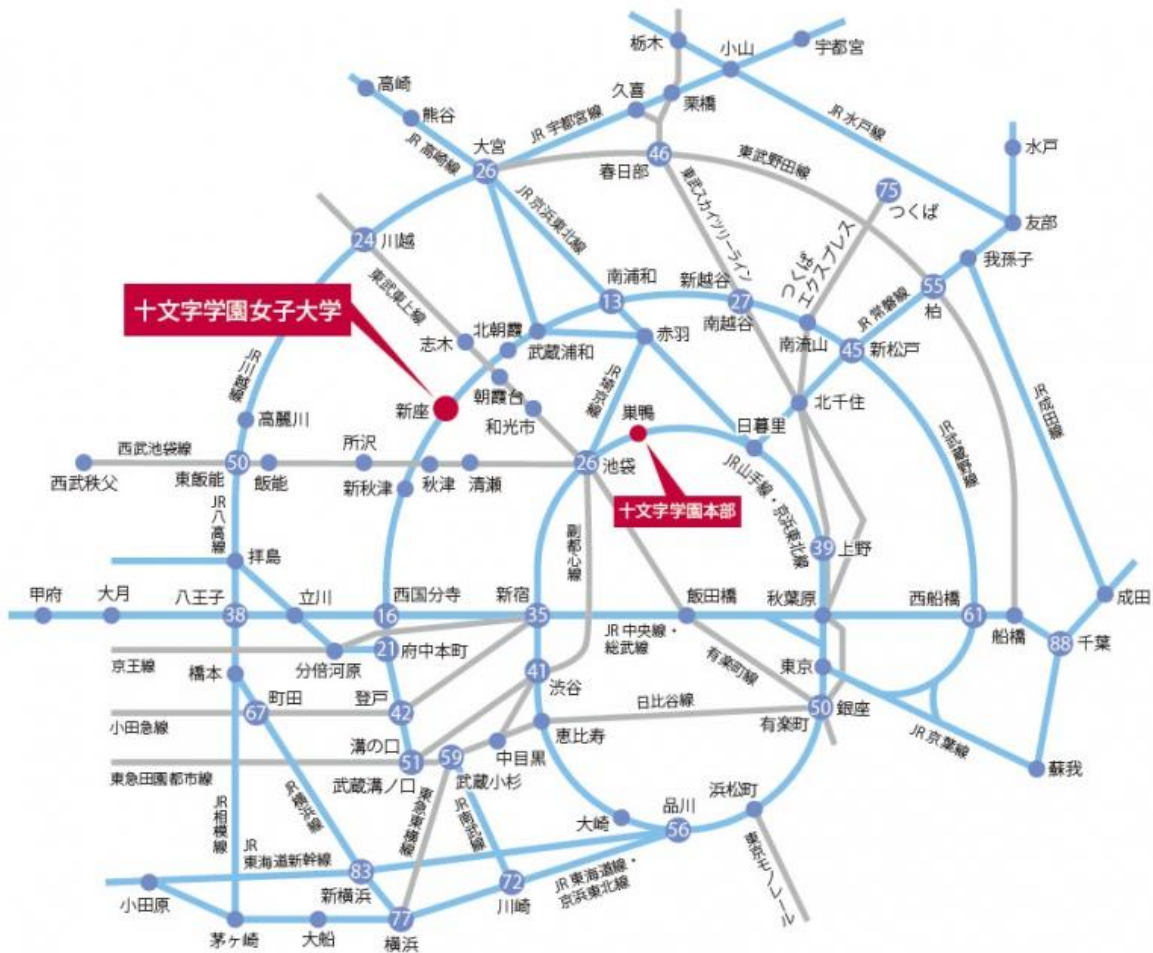 栃木
小山
宇都宮
高崎
久喜
栗橋
熊谷
JR 宇都宮線
JR 水戸線
JR 高崎線
大宮
26
春日部
46
東武野田線
水戸
JR 京浜東北線
東武スカイツリーライン
75
つくば
友部
24
川越
つくば
エクスプレス
我孫子
東武東上線
南浦和
13
新越谷
27
南越谷
55
柏
JR 常磐線
十文字学園女子大学
北朝霞
志木
武蔵浦和
赤羽
南流山
45
新松戸
JR 川越線
朝霞台
JR 埼京線
新座
和光市
巣鴨
日暮里
北千住
JR 成田線
高麗川
西武池袋線
所沢
JR 武蔵野線
西武秩父
50
東飯能
飯能
新秋津
秋津
清瀬
26
池袋
JR 山手線・京浜東北線
十文字学園本部
JR 八高線
副都心線
39
上野
拝島
甲府
大月
八王子
38
立川
西国分寺
16
新宿
35
飯田橋
秋葉原
西船橋
61
船橋
成田
JR 中央線・
総武線
88
千葉
京王線
分倍河原
21
府中本町
有楽町線
東京
橋本
41
渋谷
町田
67
登戸
42
日比谷線
50
銀座
有楽町
小田急線
恵比寿
JR 京葉線
溝の口
51
武蔵溝ノ口
59
武蔵小杉
中目黒
蘇我
東急田園都市線
JR 相模線
JR 横浜線
東急東横線
JR 南武線
大崎
品川
56
浜松町
東京モノレール
JR
東海道新幹線
83
新横浜
72
川崎
JR 東海道線・
京浜東北線
小田原
茅ヶ崎
大船
77
横浜